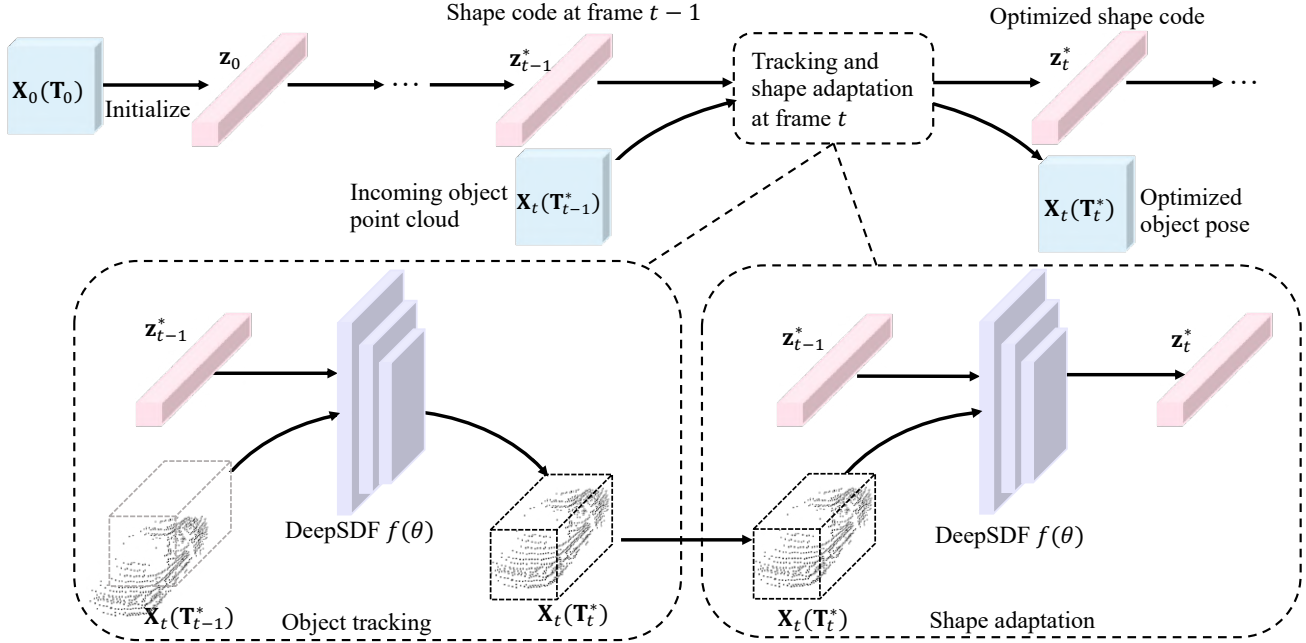 Shape code at frame t − 1
Optimized shape code
X₀(T₀)
Initialize
z₀
···
z*ₜ₋₁
Tracking and
shape adaptation
at frame t
z*ₜ
···
Incoming object
point cloud
Xₜ(T*ₜ₋₁)
Xₜ(T*ₜ)
Optimized
object pose
z*ₜ₋₁
DeepSDF f(θ)
Xₜ(T*ₜ₋₁)
Xₜ(T*ₜ)
Object tracking
z*ₜ₋₁
z*ₜ
DeepSDF f(θ)
Xₜ(T*ₜ)
Shape adaptation